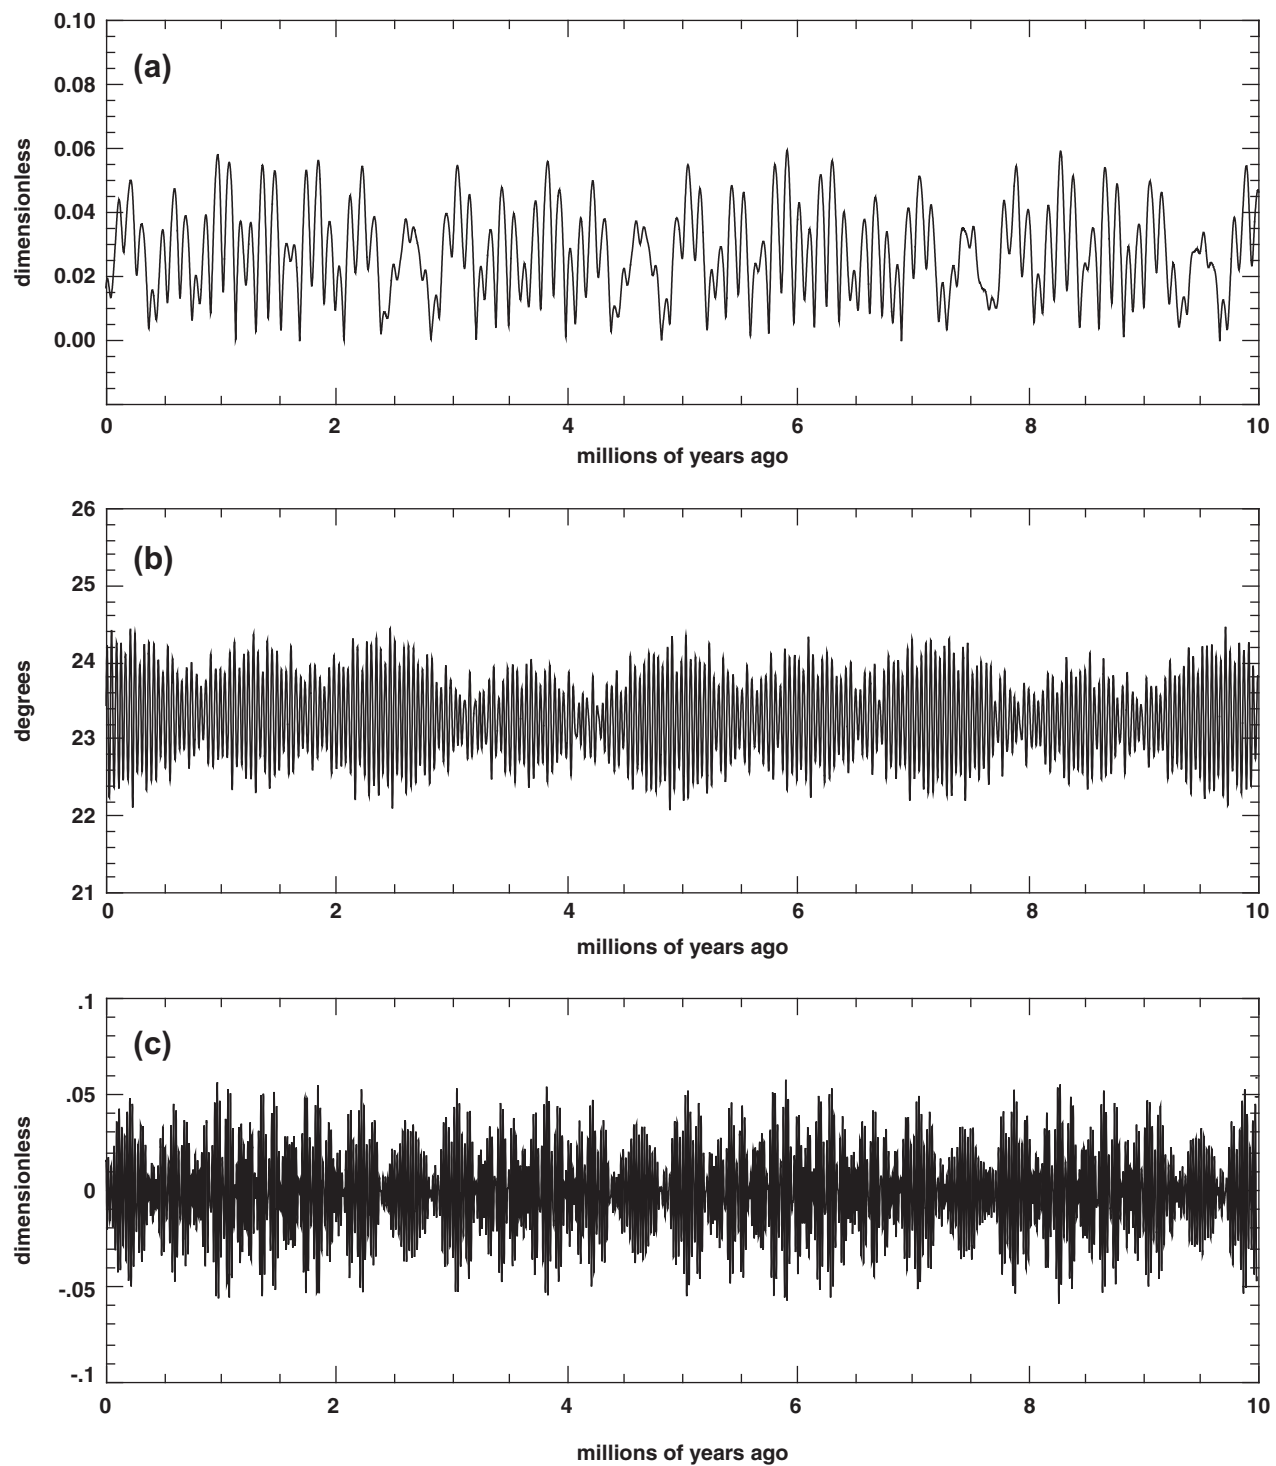 (a)
0.10
0.08
0.06
0.04
0.02
0.00
dimensionless
0 2 4 6 8 10
millions of years ago
(b)
26
25
24
23
22
21
degrees
0 2 4 6 8 10
millions of years ago
(c)
.1
.05
0
-.05
-.1
dimensionless
0 2 4 6 8 10
millions of years ago